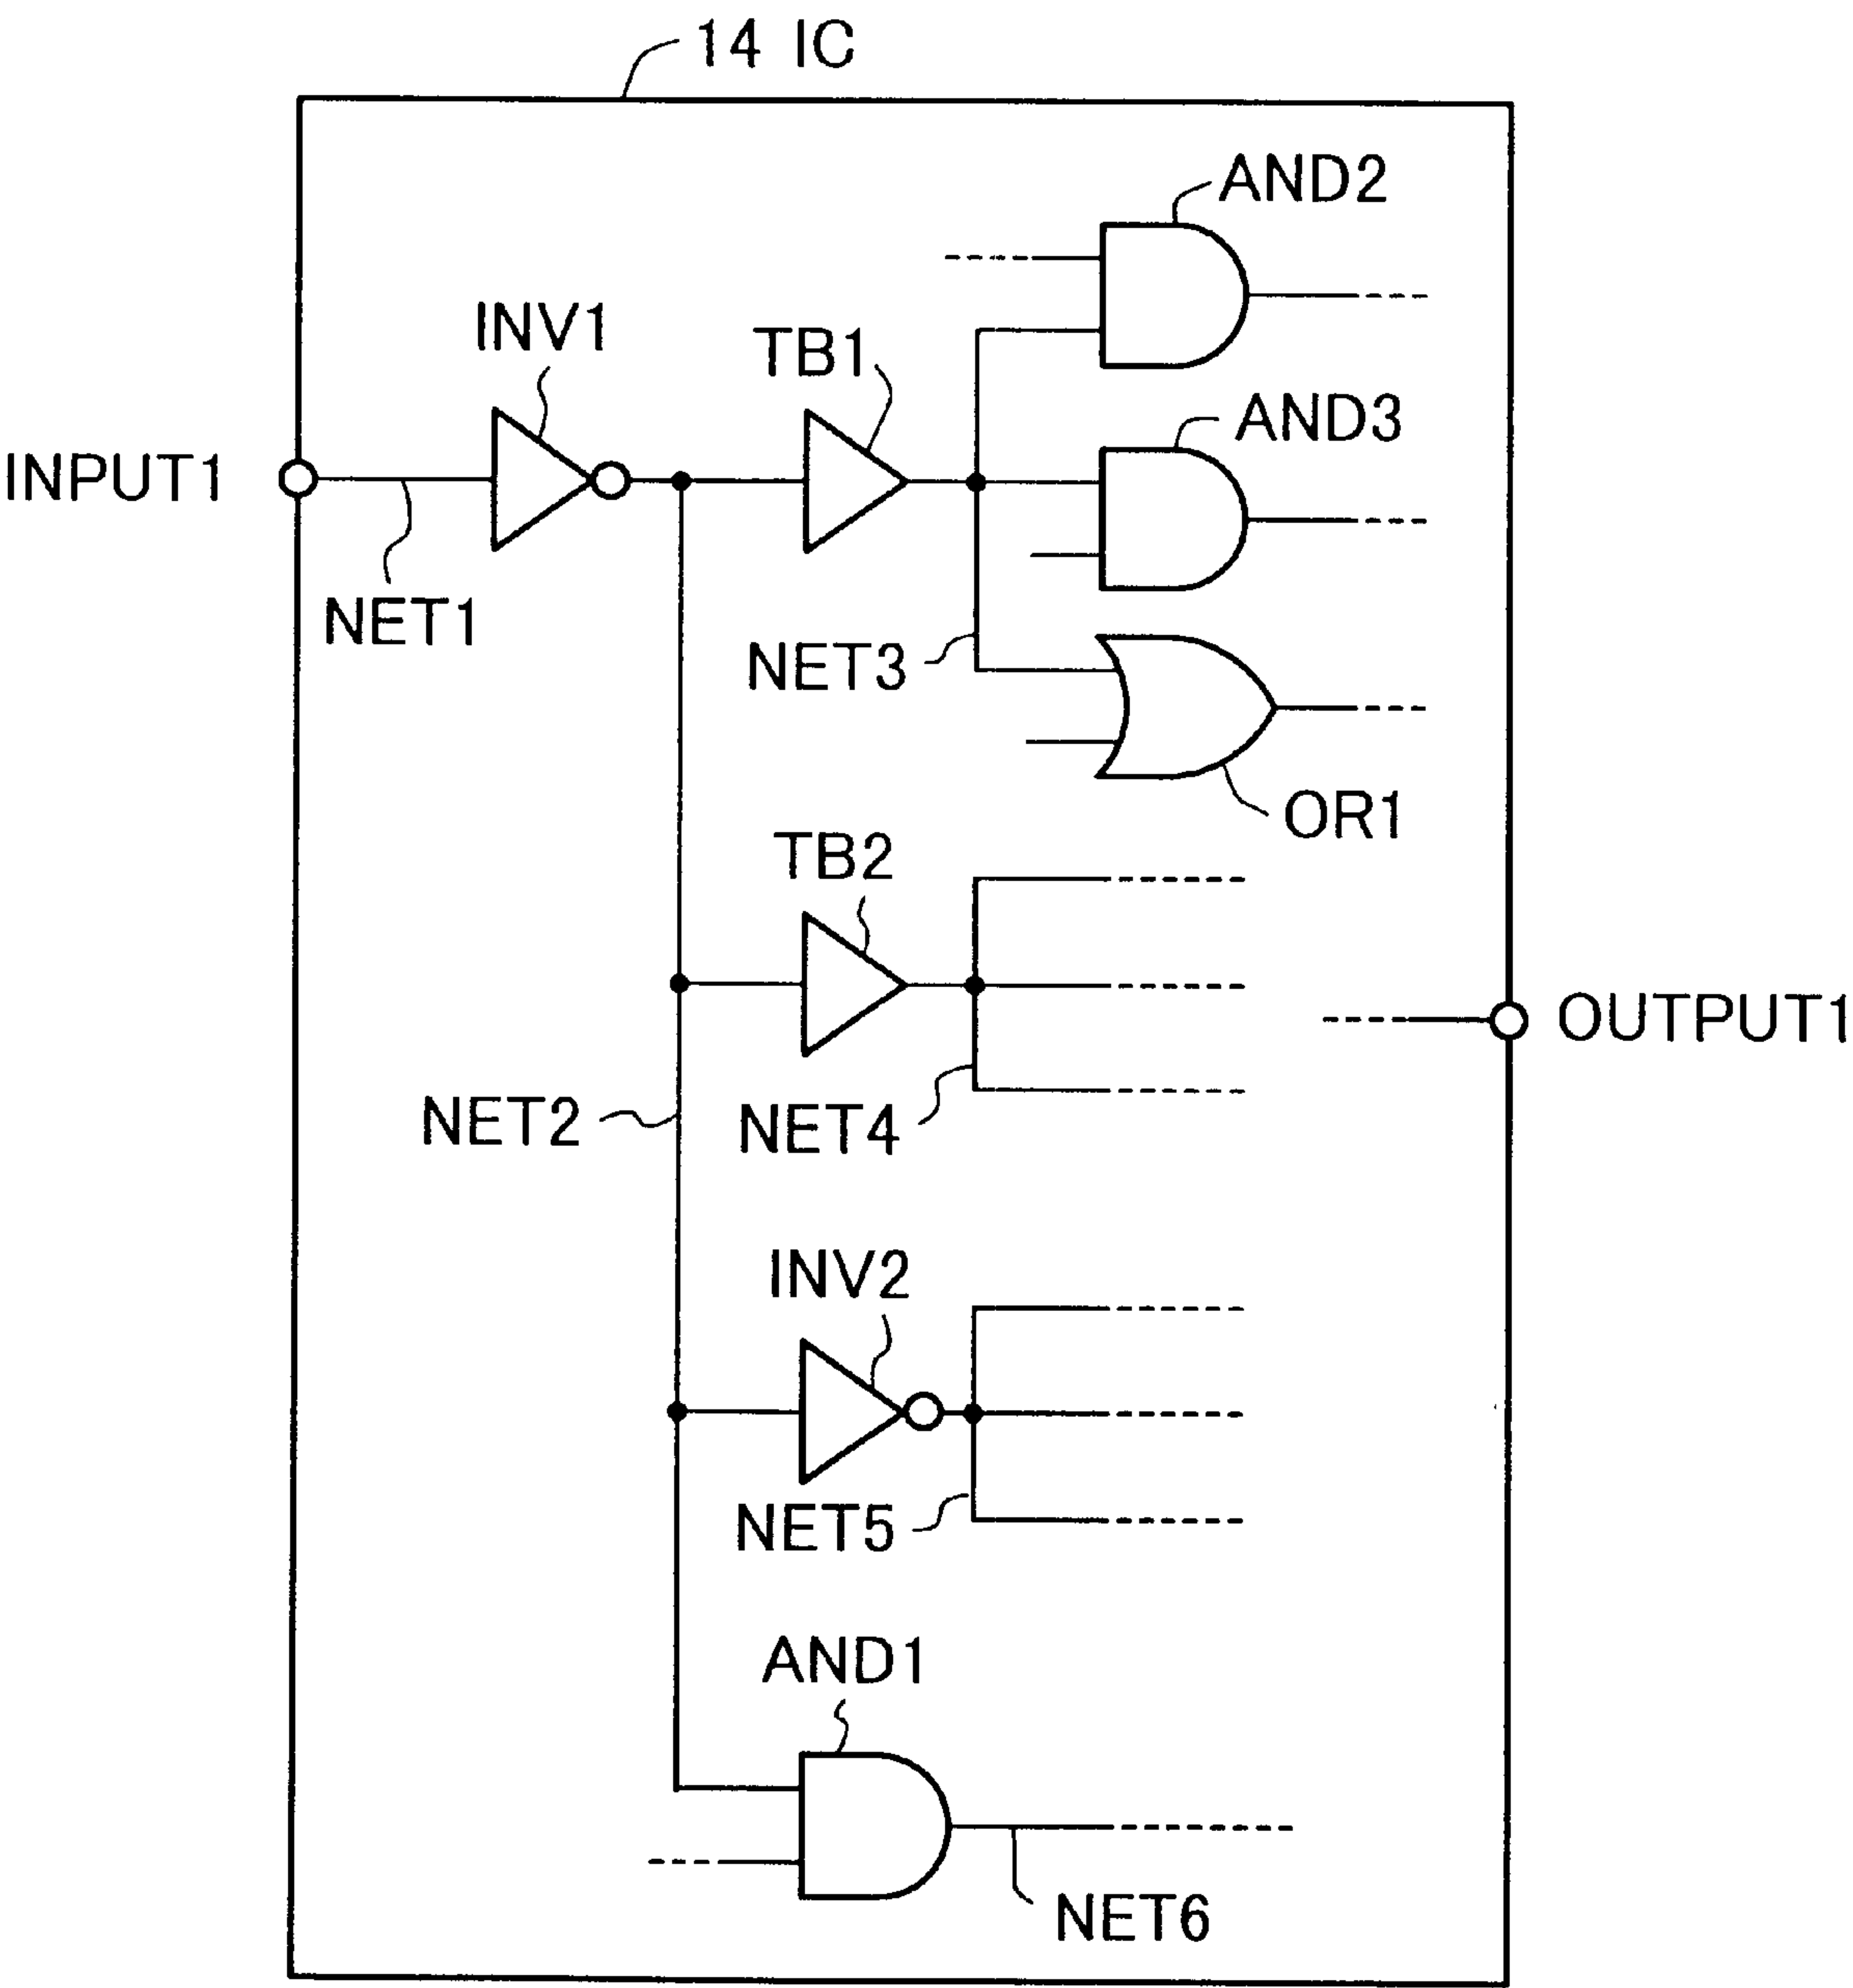 14 IC
AND2
INV1
TB1
AND3
INPUT1
NET1
NET3
OR1
TB2
OUTPUT1
NET2
NET4
INV2
NET5
AND1
NET6